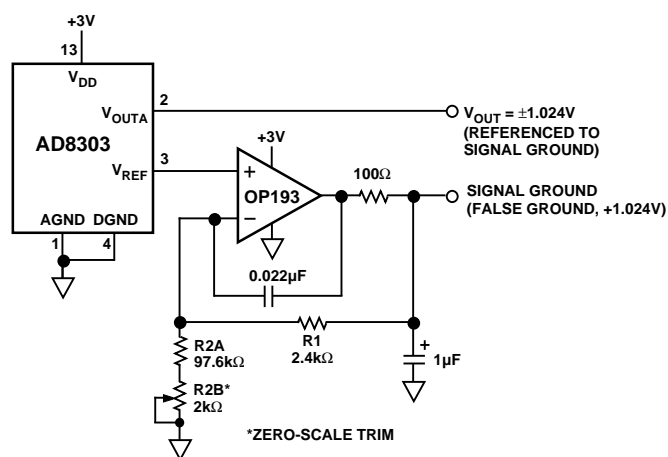 +3V
13
VDD
2
VOUTA
VOUT = ±1.024V
(REFERENCED TO
SIGNAL GROUND)
AD8303
+3V
VREF
3
+
OP193
–
100Ω
SIGNAL GROUND
(FALSE GROUND, +1.024V)
AGND DGND
1
4
0.022µF
R1
2.4kΩ
+
1µF
R2A
97.6kΩ
R2B*
2kΩ
*ZERO-SCALE TRIM